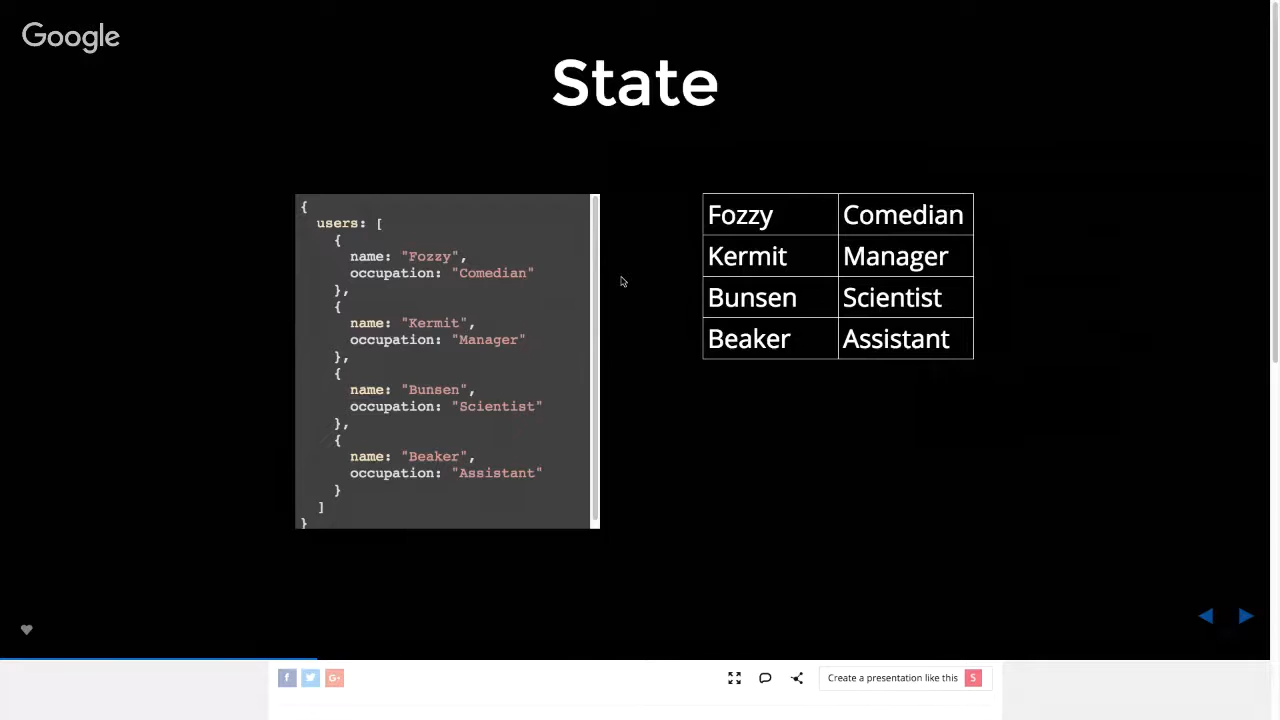 Google
State
{
users: [
{
name: "Fozzy",
occupation: "Comedian"
},
{
name: "Kermit",
occupation: "Manager"
},
{
name: "Bunsen",
occupation: "Scientist"
},
{
name: "Beaker",
occupation: "Assistant"
}
]
}
Fozzy Comedian
Kermit Manager
Bunsen Scientist
Beaker Assistant
f G+ Create a presentation like this 5